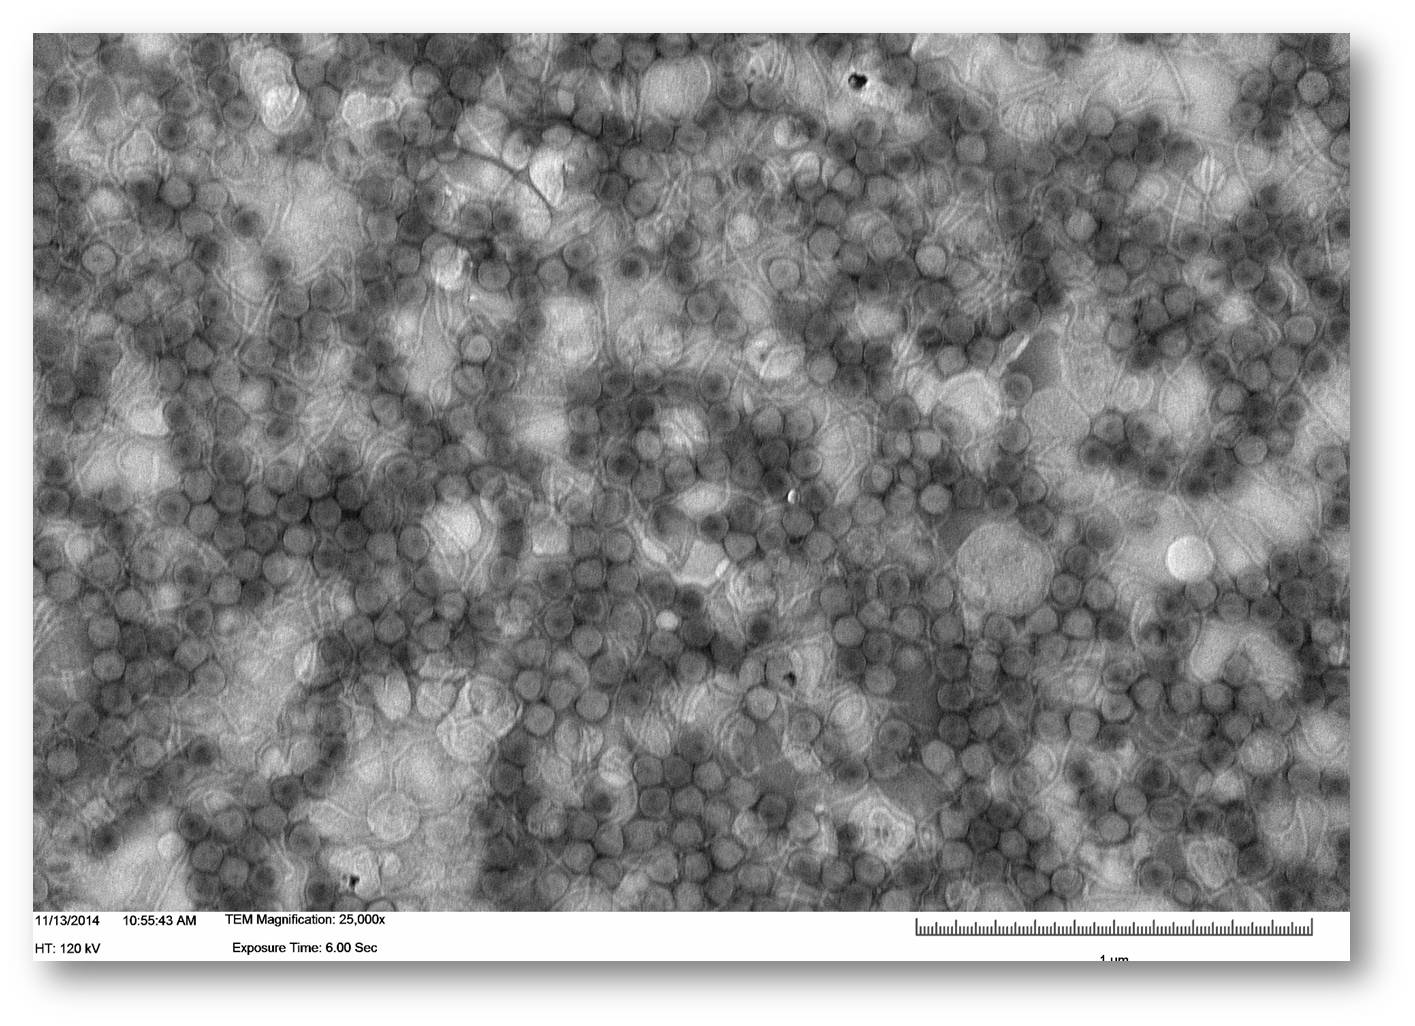 11/13/2014 10:55:43 AM TEM Magnification: 25,000x
HT: 120 kV Exposure Time: 6.00 Sec
1 um